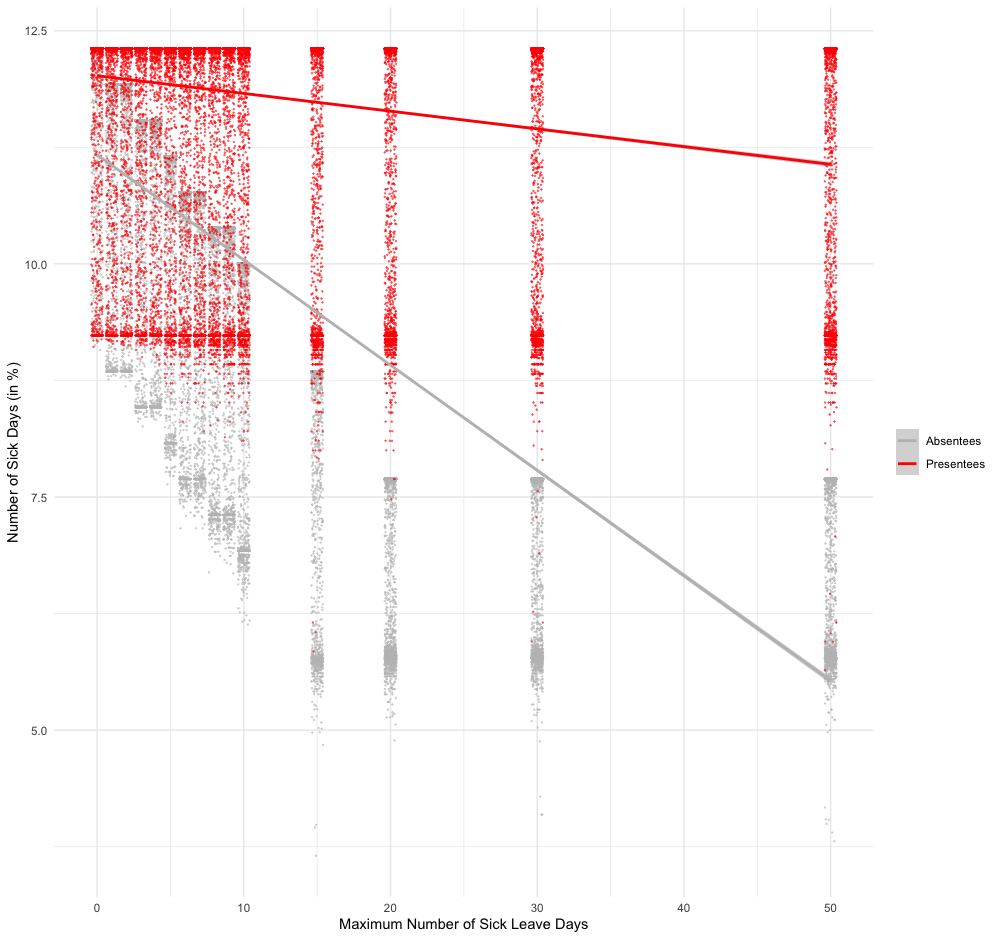 12.5
10.0
7.5
5.0
Number of Sick Days (in %)
0
10
20
30
40
50
Maximum Number of Sick Leave Days
Absentees
Presentees